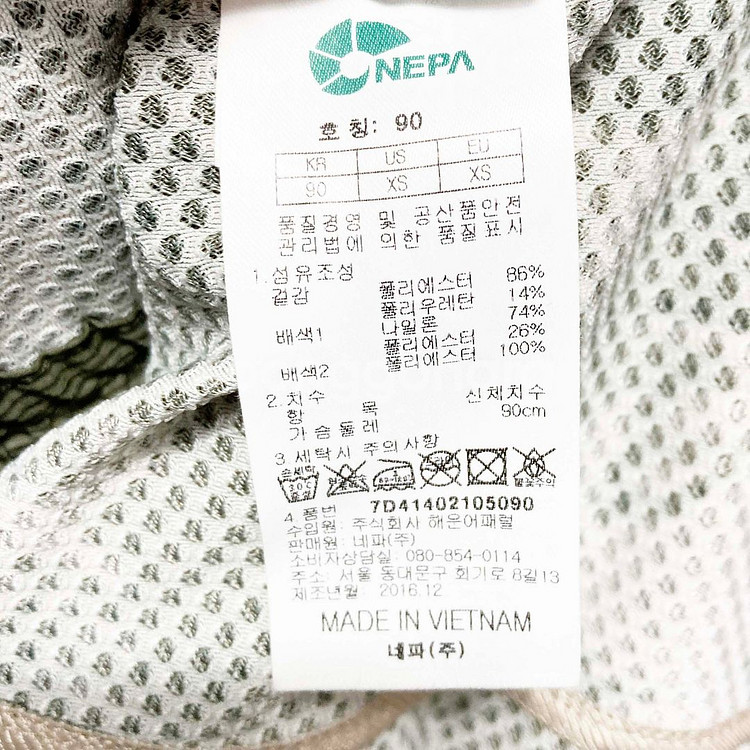 NEPA
호 칭: 90
KR US EU
90 XS XS
품질경영 및 공산품안전
관리법에 의한 품질표시
1. 섬유조성
겉감 폴리에스터 86%
폴리우레탄 14%
배색1 나일론 74%
폴리에스터 26%
배색2 폴리에스터 100%
2. 치수
항 목 신체치수
가슴둘레 90cm
3. 세탁시 주의사항
손세탁 30℃ 중성
4. 품번 7D41402105090
수입원: 주식회사 해운어패럴
판매원: 네파(주)
소비자상담실: 080-854-0114
주소: 서울 동대문구 회기로 8길13
제조년월: 2016.12
MADE IN VIETNAM
네파(주)